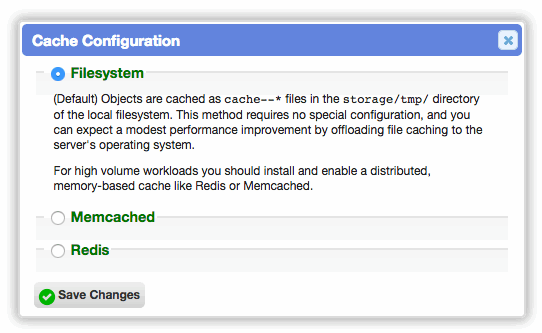 Cache Configuration
Filesystem
(Default) Objects are cached as cache--* files in the storage/tmp/ directory
of the local filesystem. This method requires no special configuration, and you
can expect a modest performance improvement by offloading file caching to the
server's operating system.
For high volume workloads you should install and enable a distributed,
memory-based cache like Redis or Memcached.
Memcached
Redis
Save Changes